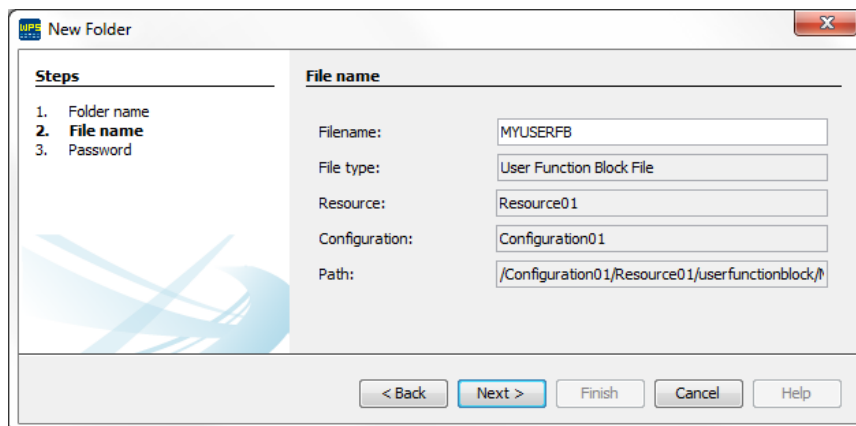 WPS New Folder
Steps
1. Folder name
2. File name
3. Password
File name
Filename: MYUSERFB
File type: User Function Block File
Resource: Resource01
Configuration: Configuration01
Path: /Configuration01/Resource01/userfunctionblock/
< Back Next > Finish Cancel Help